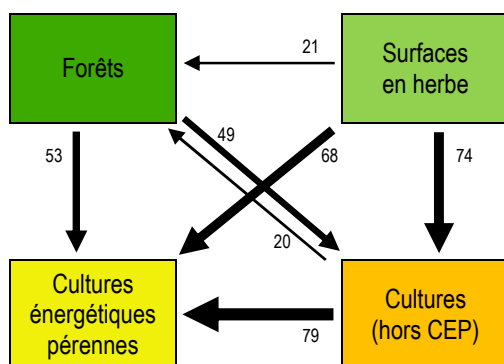 21
Forêts
Surfaces
en herbe
53
49
68
74
20
79
Cultures
énergétiques
pérennes
Cultures
(hors CEP)